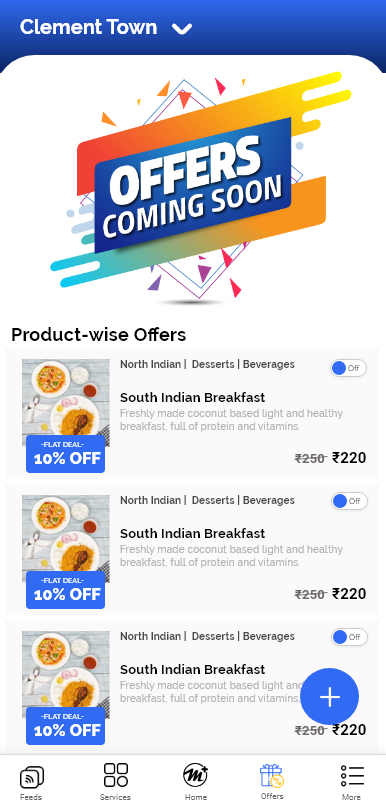 Clement Town
OFFERS
COMING SOON
Product-wise Offers
North Indian | Desserts | Beverages
Off
South Indian Breakfast
Freshly made coconut based light and healthy
breakfast, full of protein and vitamins.
-FLAT DEAL-
10% OFF
₹250 ₹220
North Indian | Desserts | Beverages
Off
South Indian Breakfast
Freshly made coconut based light and healthy
breakfast, full of protein and vitamins.
-FLAT DEAL-
10% OFF
₹250 ₹220
North Indian | Desserts | Beverages
Off
South Indian Breakfast
Freshly made coconut based light and
breakfast, full of protein and vitamins.
-FLAT DEAL-
10% OFF
₹250 ₹220
Feeds
Services
Home
Offers
More